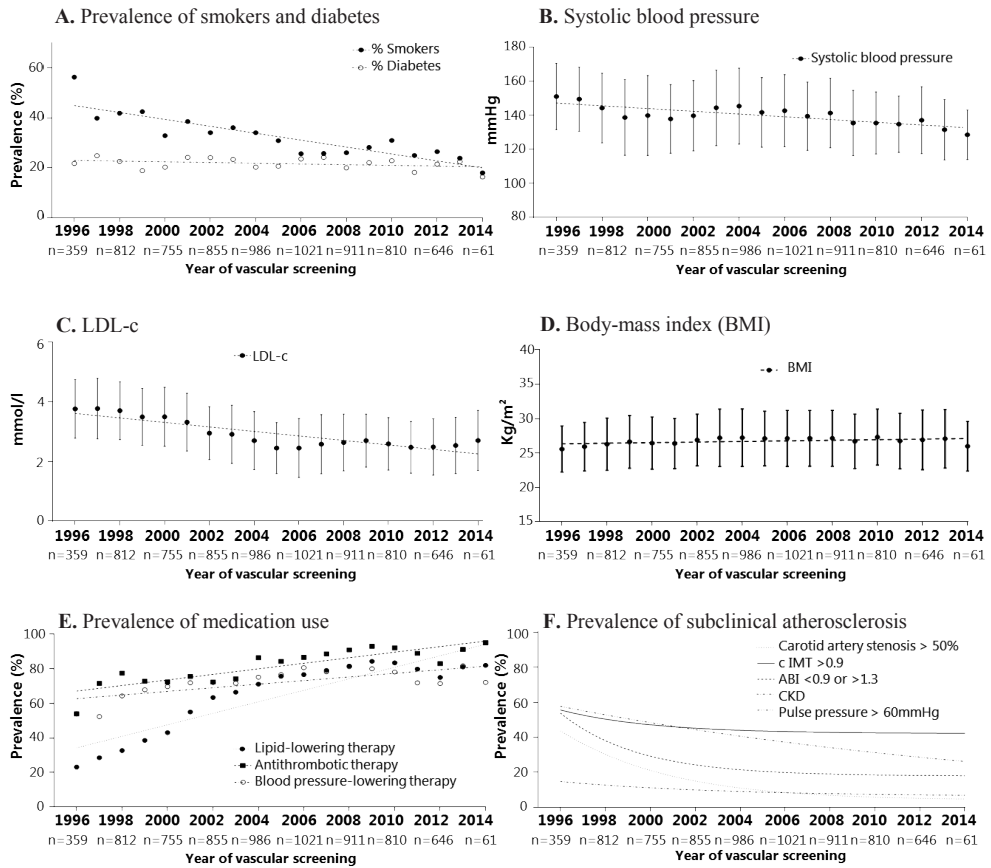 A. Prevalence of smokers and diabetes
% Smokers
% Diabetes
Prevalence (%)
60
40
20
0
1996 1998 2000 2002 2004 2006 2008 2010 2012 2014
n=359 n=812 n=755 n=855 n=986 n=1021 n=911 n=810 n=646 n=61
Year of vascular screening
B. Systolic blood pressure
Systolic blood pressure
mmHg
180
160
140
120
100
80
1996 1998 2000 2002 2004 2006 2008 2010 2012 2014
n=359 n=812 n=755 n=855 n=986 n=1021 n=911 n=810 n=646 n=61
Year of vascular screening
C. LDL-c
LDL-c
mmol/l
6
4
2
0
1996 1998 2000 2002 2004 2006 2008 2010 2012 2014
n=359 n=812 n=755 n=855 n=986 n=1021 n=911 n=810 n=646 n=61
Year of vascular screening
D. Body-mass index (BMI)
BMI
Kg/m²
40
35
30
25
20
15
1996 1998 2000 2002 2004 2006 2008 2010 2012 2014
n=359 n=812 n=755 n=855 n=986 n=1021 n=911 n=810 n=646 n=61
Year of vascular screening
E. Prevalence of medication use
Prevalence (%)
100
80
60
40
20
0
Lipid-lowering therapy
Antithrombotic therapy
Blood pressure-lowering therapy
1996 1998 2000 2002 2004 2006 2008 2010 2012 2014
n=359 n=812 n=755 n=855 n=986 n=1021 n=911 n=810 n=646 n=61
Year of vascular screening
F. Prevalence of subclinical atherosclerosis
Carotid artery stenosis > 50%
c IMT >0.9
ABI <0.9 or >1.3
CKD
Pulse pressure > 60mmHg
Prevalence (%)
100
80
60
40
20
0
1996 1998 2000 2002 2004 2006 2008 2010 2012 2014
n=359 n=812 n=755 n=855 n=986 n=1021 n=911 n=810 n=646 n=61
Year of vascular screening